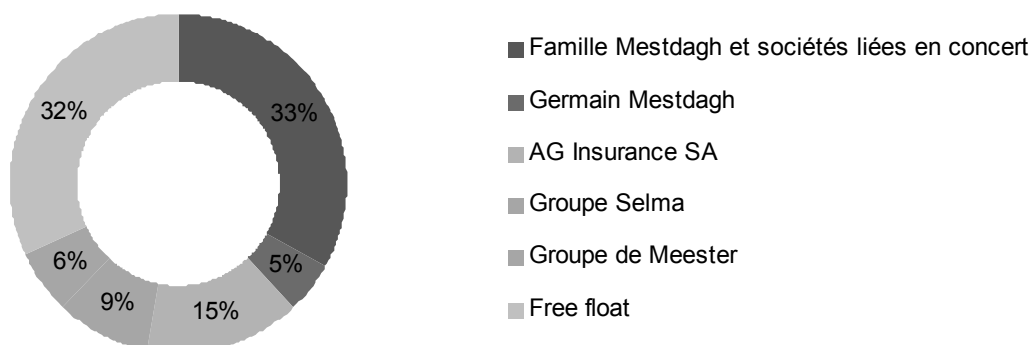 32%
33%
6%
5%
9%
15%
Famille Mestdagh et sociétés liées en concert
Germain Mestdagh
AG Insurance SA
Groupe Selma
Groupe de Meester
Free float